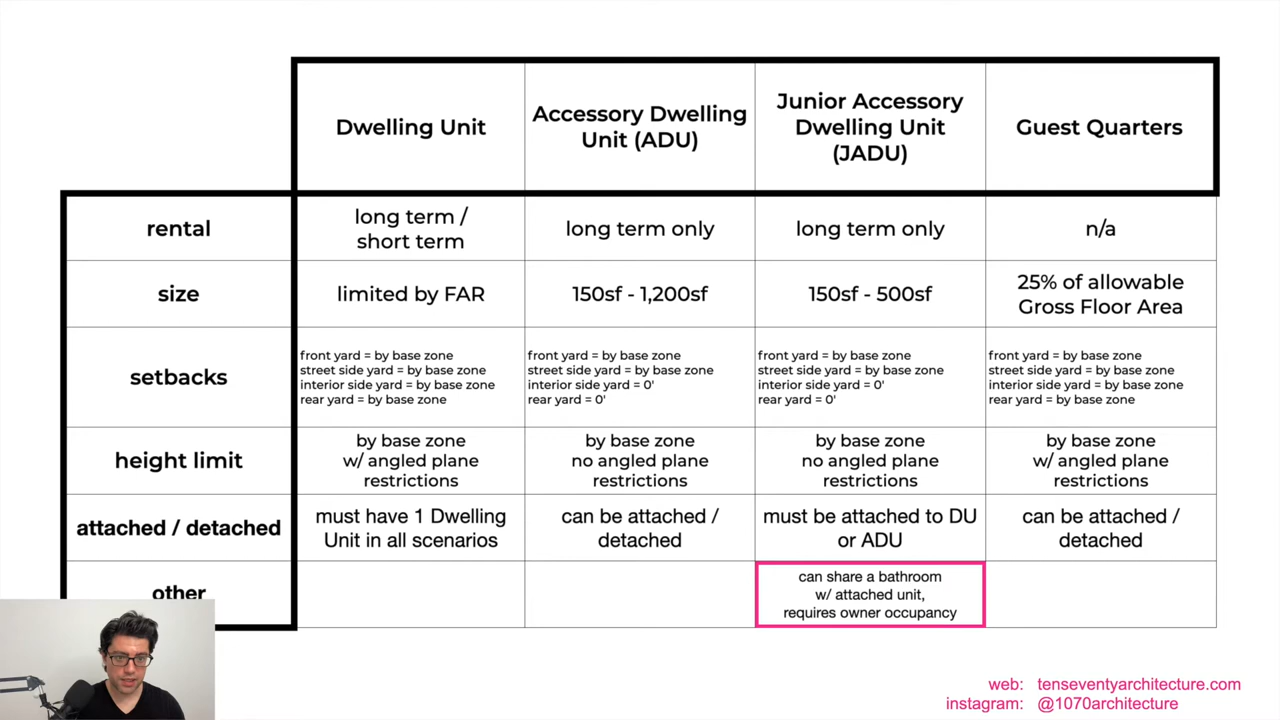 Dwelling Unit
Accessory Dwelling
Unit (ADU)
Junior Accessory
Dwelling Unit
(JADU)
Guest Quarters
rental
long term /
short term
long term only
long term only
n/a
size
limited by FAR
150sf - 1,200sf
150sf - 500sf
25% of allowable
Gross Floor Area
setbacks
front yard = by base zone
street side yard = by base zone
interior side yard = by base zone
rear yard = by base zone
front yard = by base zone
street side yard = by base zone
interior side yard = 0'
rear yard = 0'
front yard = by base zone
street side yard = by base zone
interior side yard = 0'
rear yard = 0'
front yard = by base zone
street side yard = by base zone
interior side yard = by base zone
rear yard = by base zone
height limit
by base zone
w/ angled plane
restrictions
by base zone
no angled plane
restrictions
by base zone
no angled plane
restrictions
by base zone
w/ angled plane
restrictions
attached / detached
must have 1 Dwelling
Unit in all scenarios
can be attached /
detached
must be attached to DU
or ADU
can be attached /
detached
other
can share a bathroom
w/ attached unit,
requires owner occupancy
web: tenseventyarchitecture.com
instagram: @1070architecture